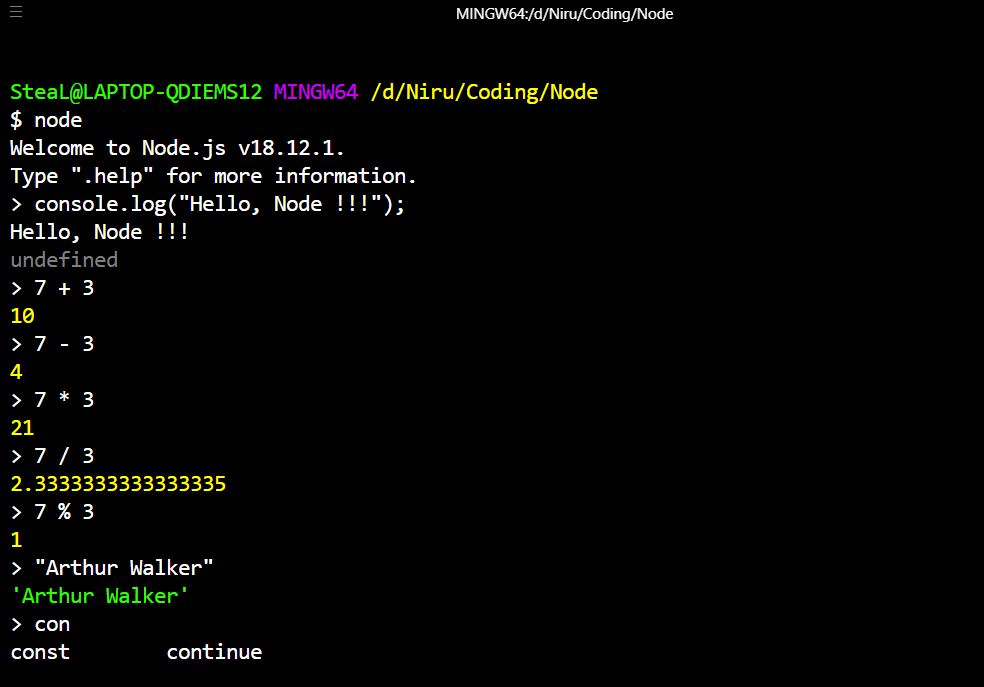 MINGW64:/d/Niru/Coding/Node
SteaL@LAPTOP-QDIEMS12 MINGW64 /d/Niru/Coding/Node
$ node
Welcome to Node.js v18.12.1.
Type ".help" for more information.
> console.log("Hello, Node !!!");
Hello, Node !!!
undefined
> 7 + 3
10
> 7 - 3
4
> 7 * 3
21
> 7 / 3
2.3333333333333335
> 7 % 3
1
> "Arthur Walker"
'Arthur Walker'
> con
const        continue